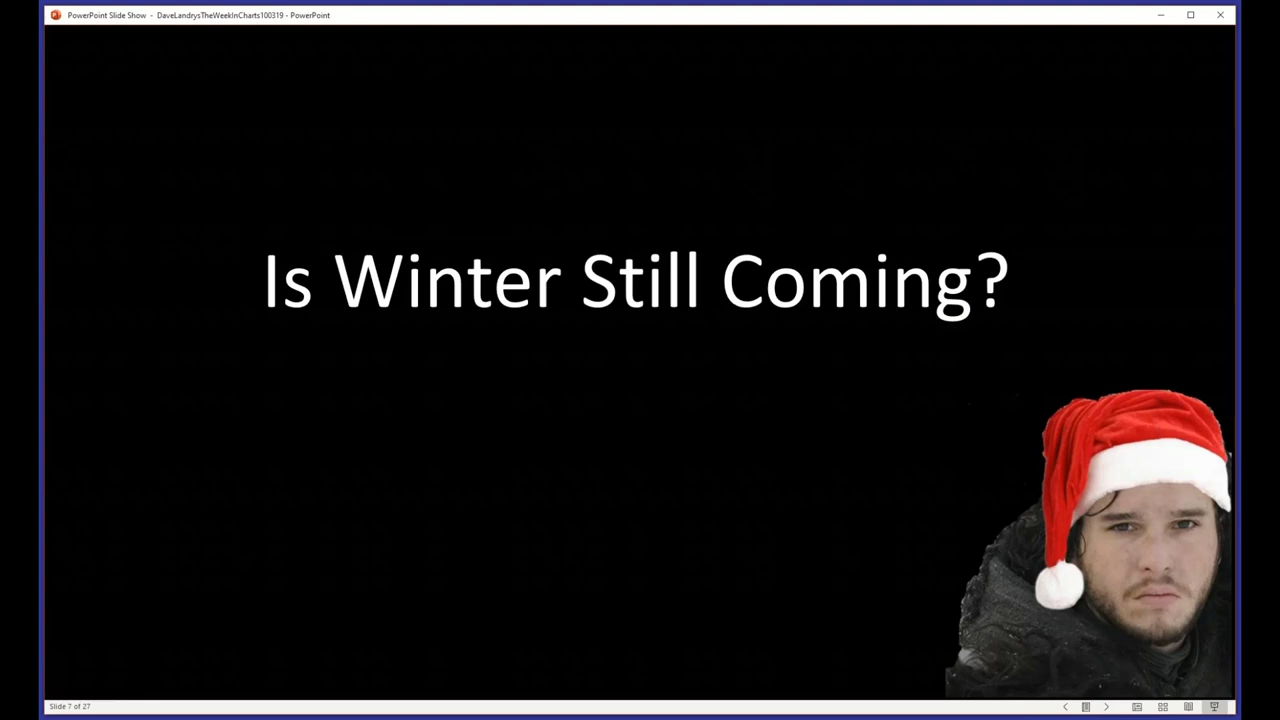 PowerPoint Slide Show - DaveLandrysTheWeekInCharts100319 - PowerPoint
Is Winter Still Coming?
Slide 7 of 27